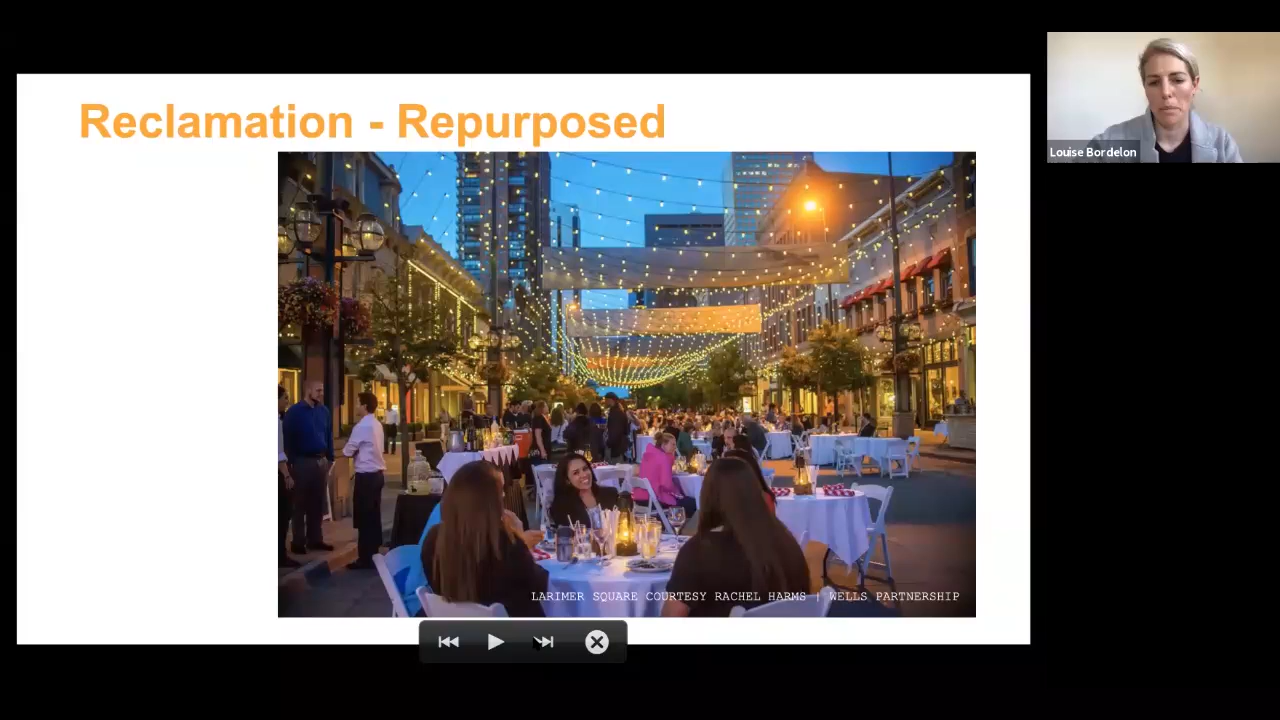 Reclamation - Repurposed
Louise Bordelon
LARIMER SQUARE COURTESY RACHEL HARMS | WELLS PARTNERSHIP